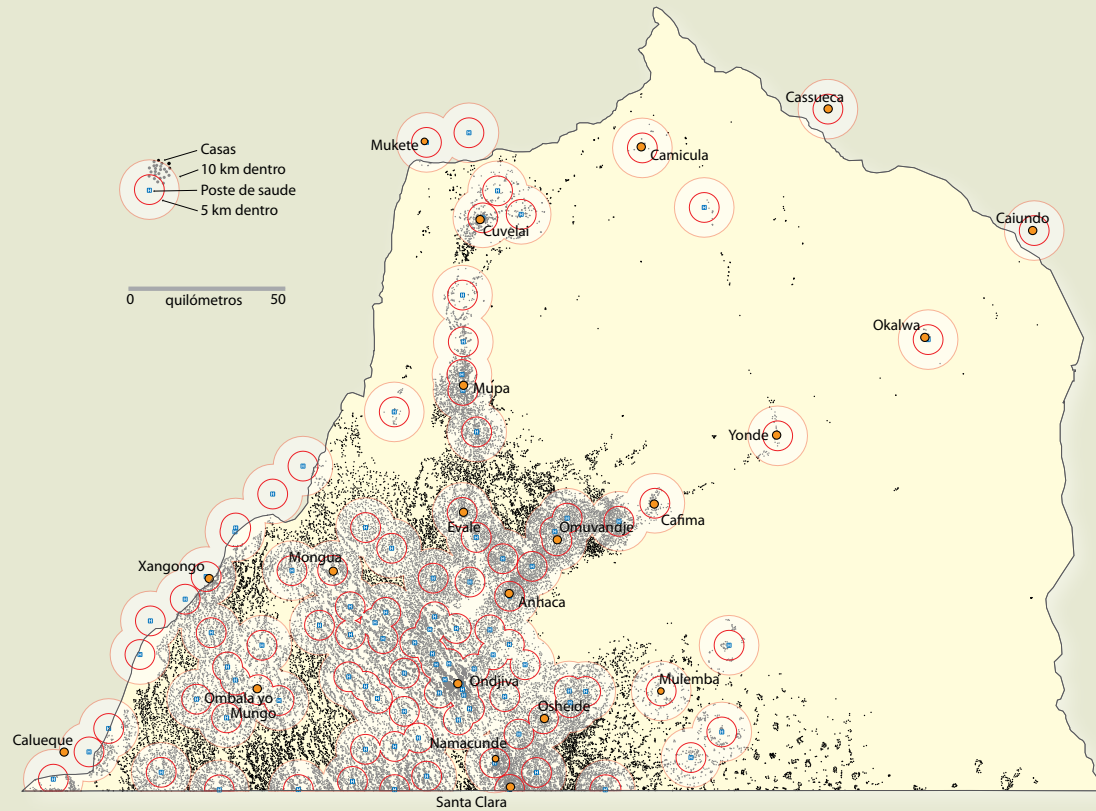 Cassueca
Mukete
Camicula
Casas
10 km dentro
Poste de saude
5 km dentro
Caiundo
Cuvelai
0 quilómetros 50
Okalwa
Mupa
Yonde
Evale
Omuvandje
Cafima
Mongua
Xangongo
Anhaca
Mulemba
Ondjiva
Ombala yo
Mungo
Osheide
Calueque
Namacunde
Santa Clara